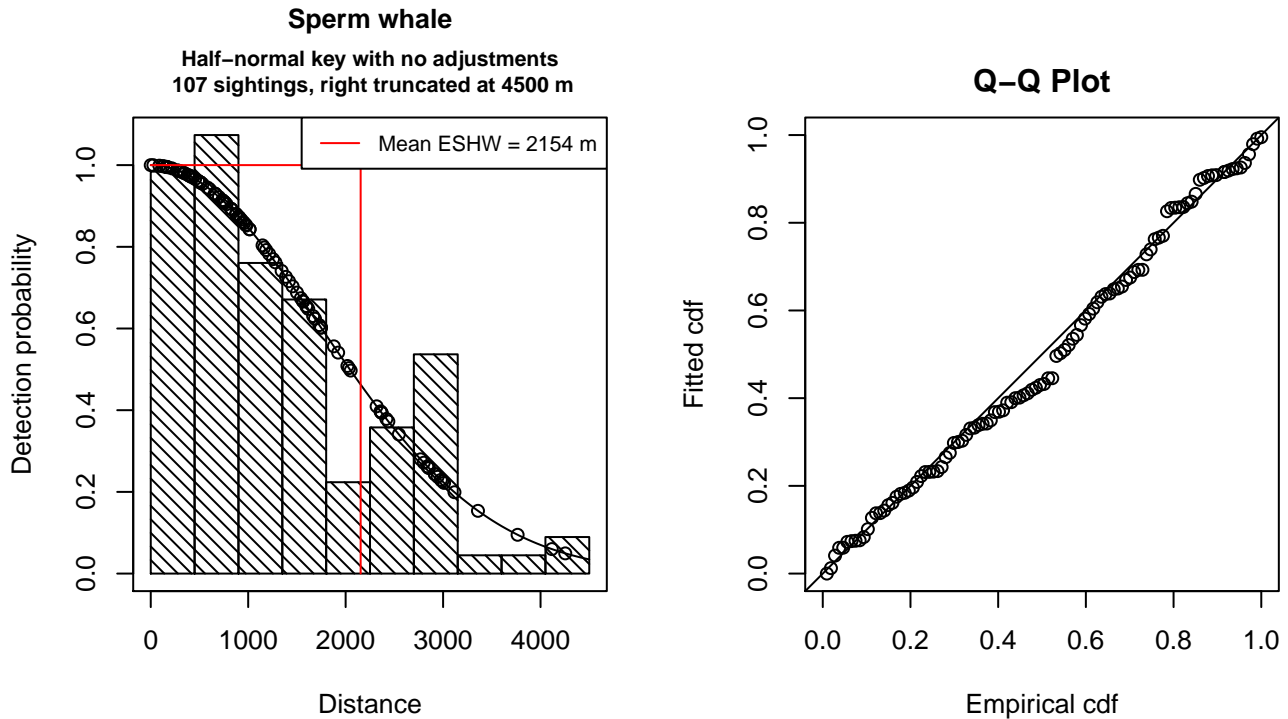 Sperm whale
Half−normal key with no adjustments
107 sightings, right truncated at 4500 m
Mean ESHW = 2154 m
Detection probability
0.0 0.2 0.4 0.6 0.8 1.0
0 1000 2000 3000 4000
Distance
Q−Q Plot
Fitted cdf
0.0 0.2 0.4 0.6 0.8 1.0
0.0 0.2 0.4 0.6 0.8 1.0
Empirical cdf